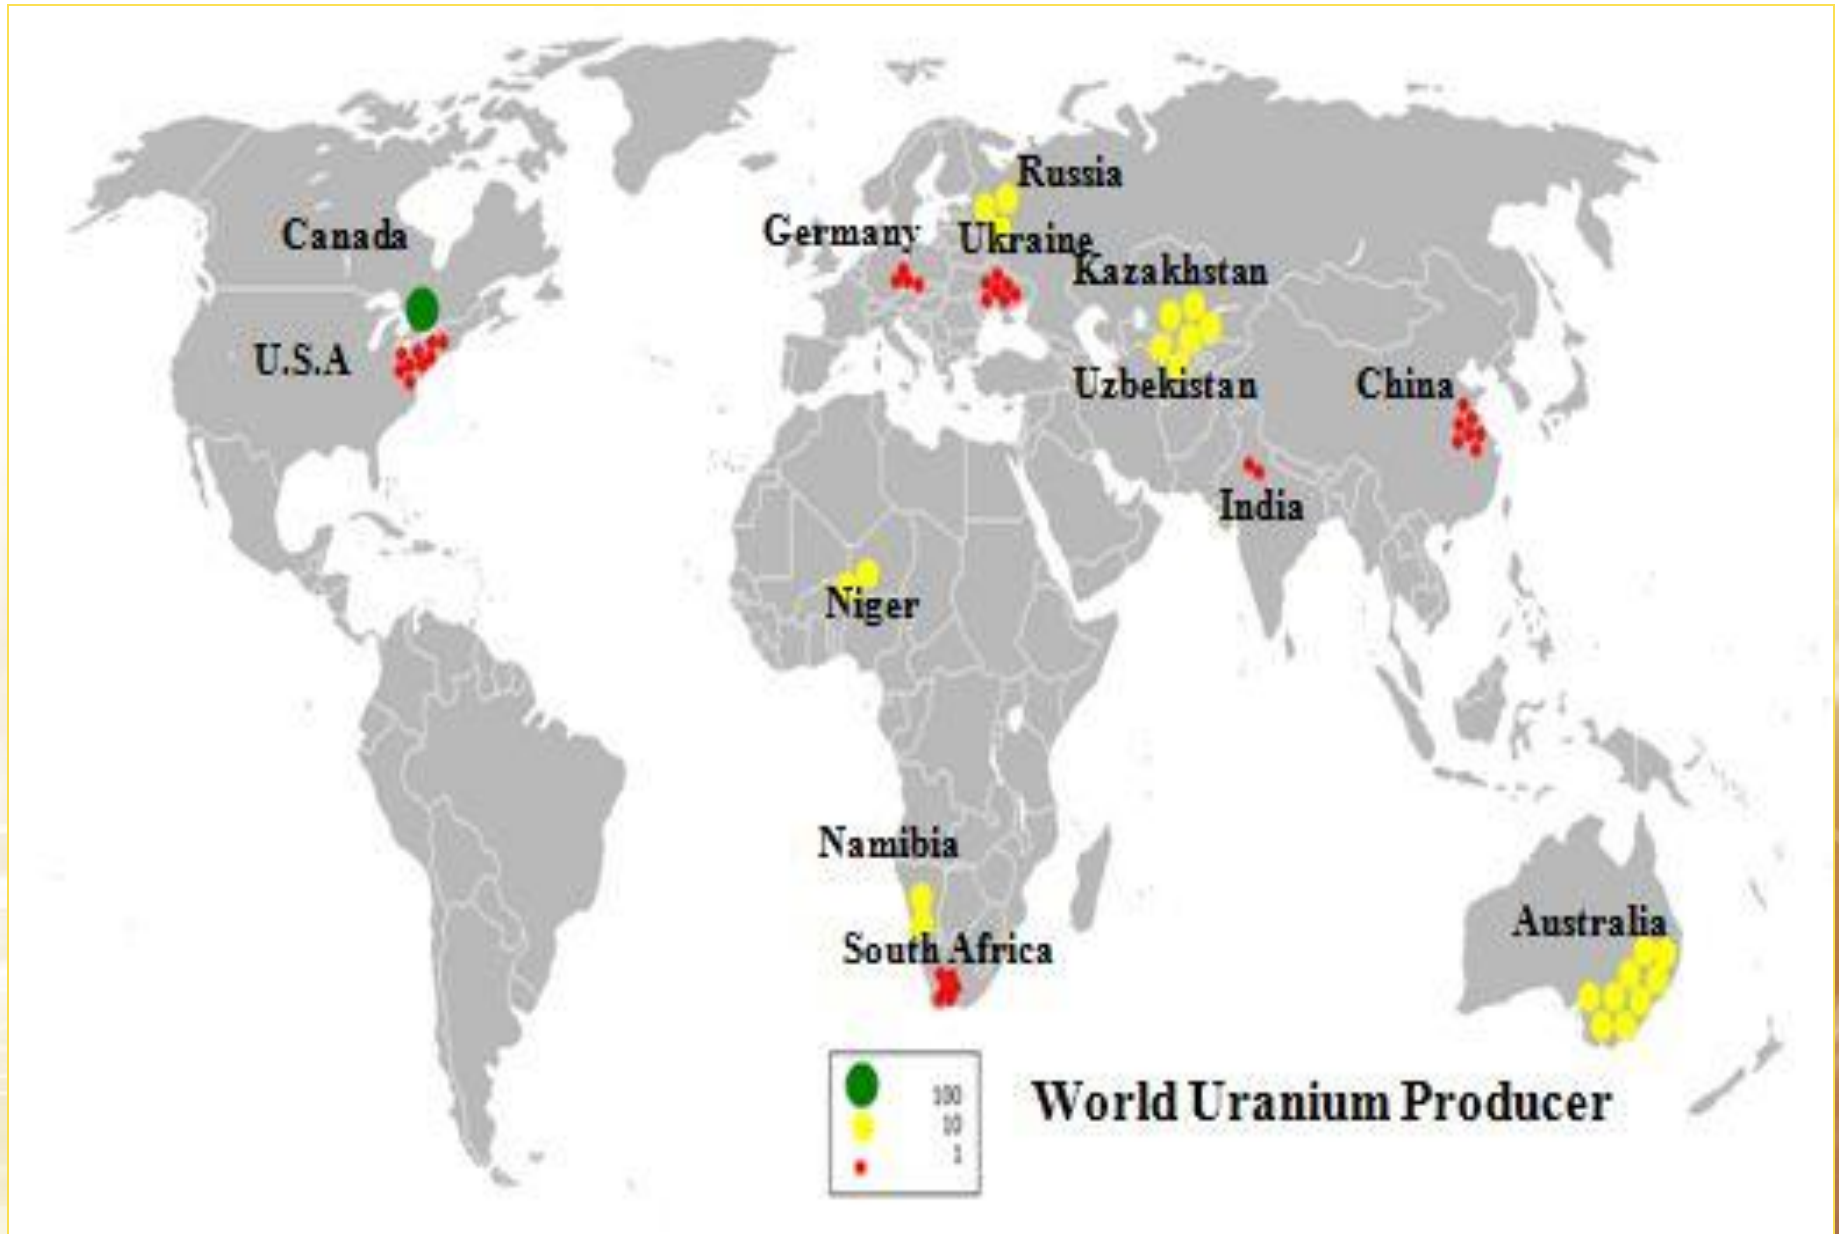 Russia
Canada
Germany
Ukraine
Kazakhstan
U.S.A
Uzbekistan
China
India
Niger
Namibia
Australia
South Africa
100
10
1
World Uranium Producer